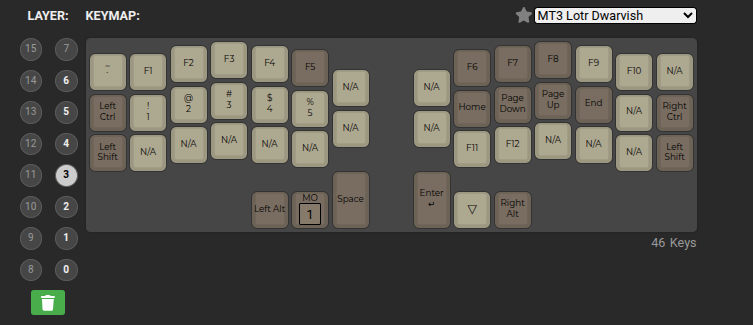 LAYER: KEYMAP: MT3 Lotr Dwarvish
15 7
14 6
13 5
12 4
11 3
10 2
9 1
8 0
_
-
F1
F2
F3
F4
F5
N/A
N/A
F6
F7
F8
F9
F10
N/A
Left
Ctrl
!
1
@
2
#
3
$
4
%
5
N/A
N/A
Home
Page
Down
Page
Up
End
N/A
Right
Ctrl
Left
Shift
N/A
N/A
N/A
N/A
N/A
F11
F12
N/A
N/A
N/A
Left
Shift
Left Alt
MO
1
Space
Enter
↵
▽
Right
Alt
46 Keys